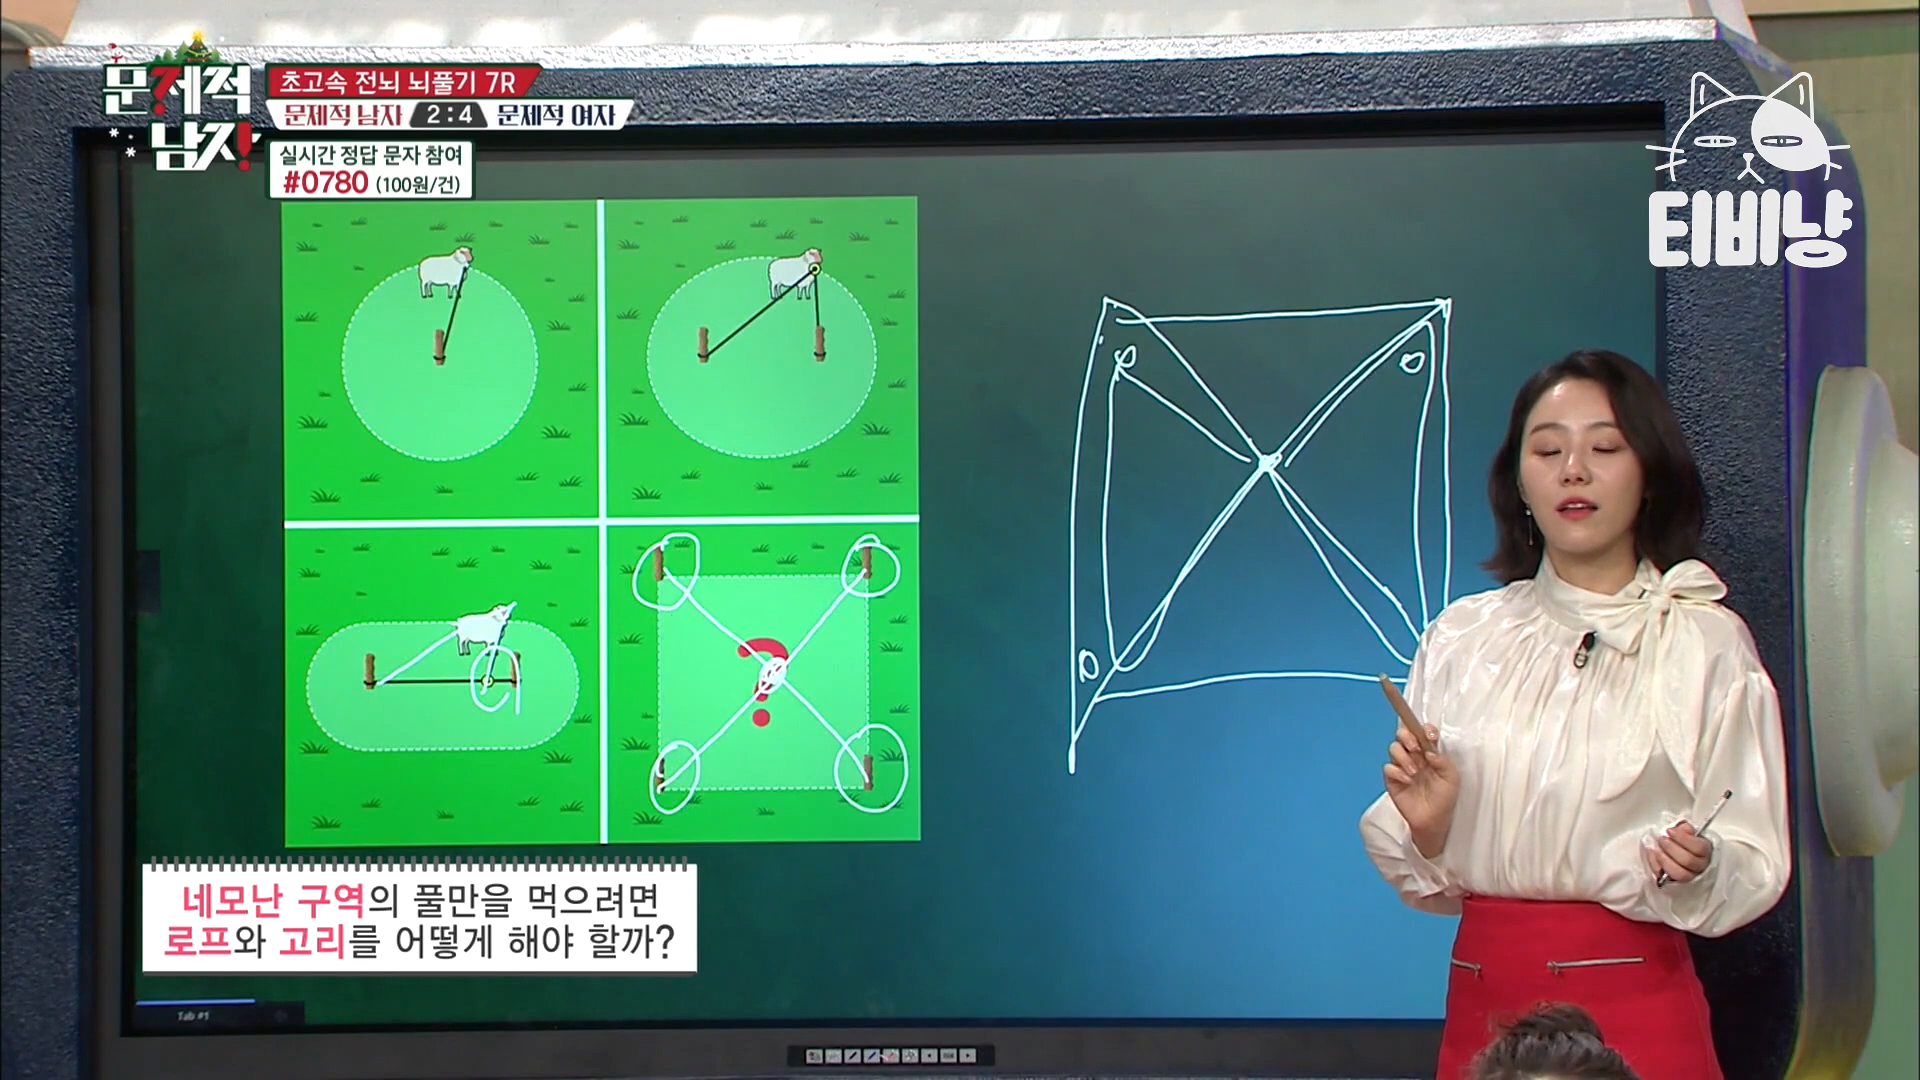 문제적
남자!
초고속 전뇌 뇌풀기 7R
문제적 남자 2:4 문제적 여자
실시간 정답 문자 참여
#0780 (100원/건)
티비냥
?
네모난 구역의 풀만을 먹으려면
로프와 고리를 어떻게 해야 할까?
Tab #1